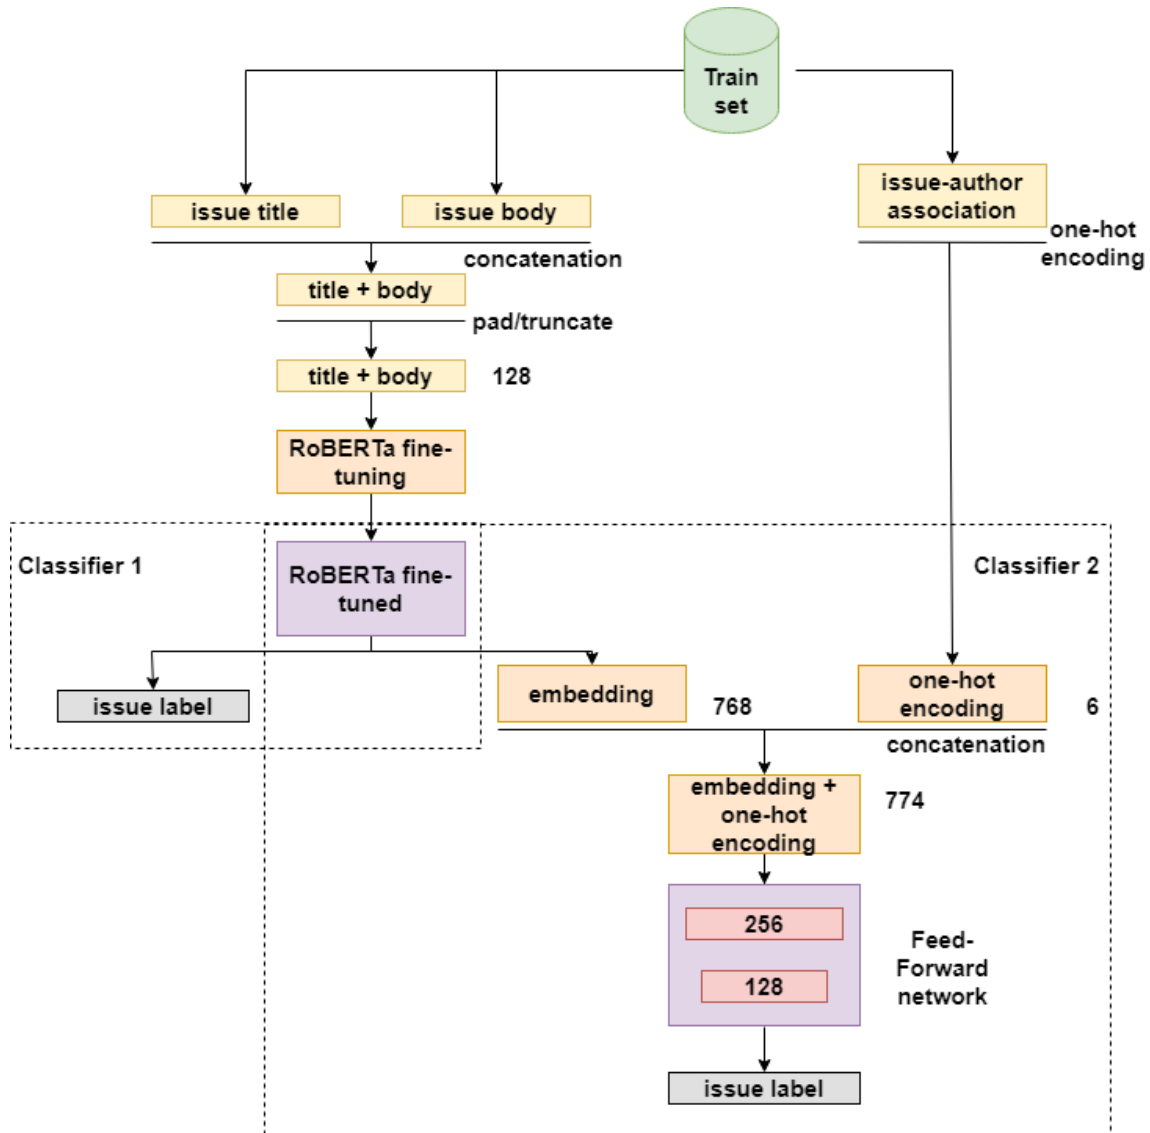 Train
set
issue title
issue body
issue-author
association
one-hot
encoding
concatenation
title + body
pad/truncate
title + body
128
RoBERTa fine-
tuning
Classifier 1
RoBERTa fine-
tuned
Classifier 2
issue label
embedding
768
one-hot
encoding
6
concatenation
embedding +
one-hot
encoding
774
256
128
Feed-
Forward
network
issue label